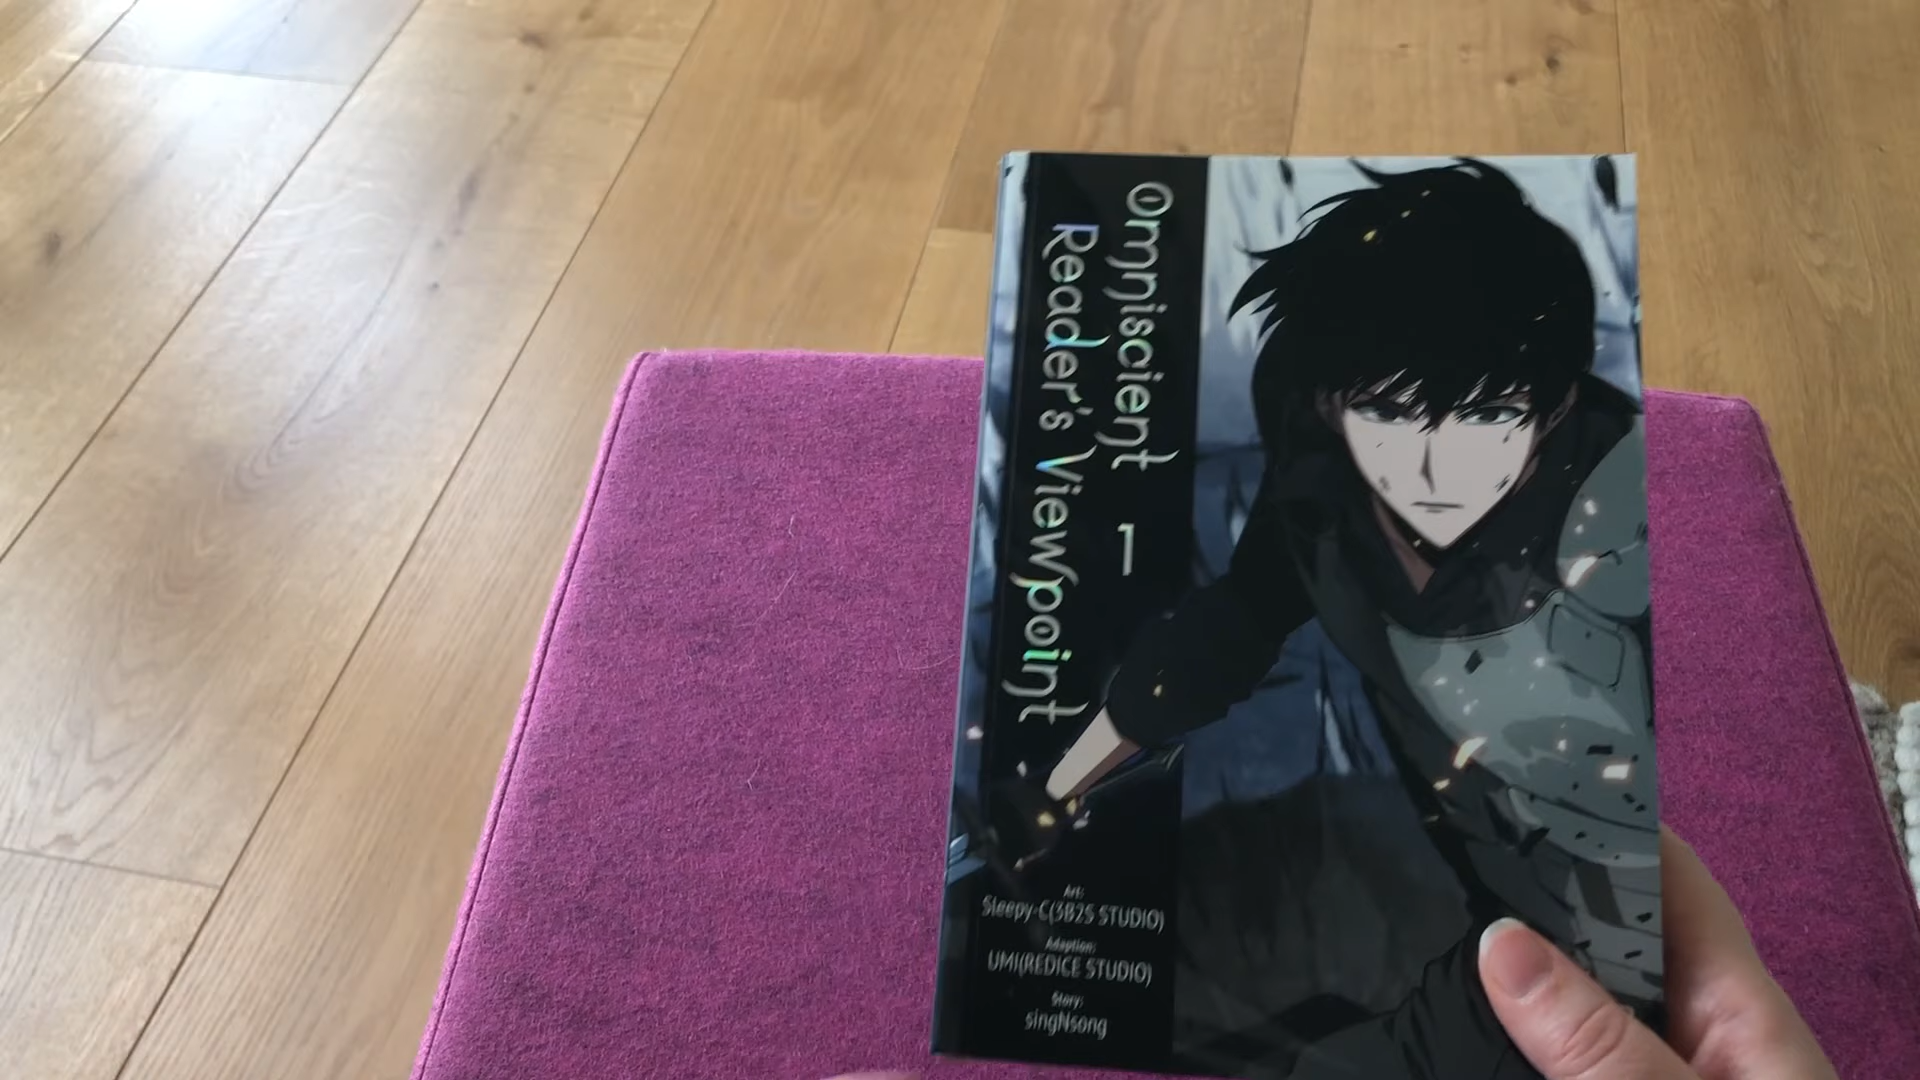 Omniscient 1
Reader's Viewpoint
Art:
Sleepy-C(3B2S STUDIO)
Adaption:
UMI(REDICE STUDIO)
Story:
singNsong